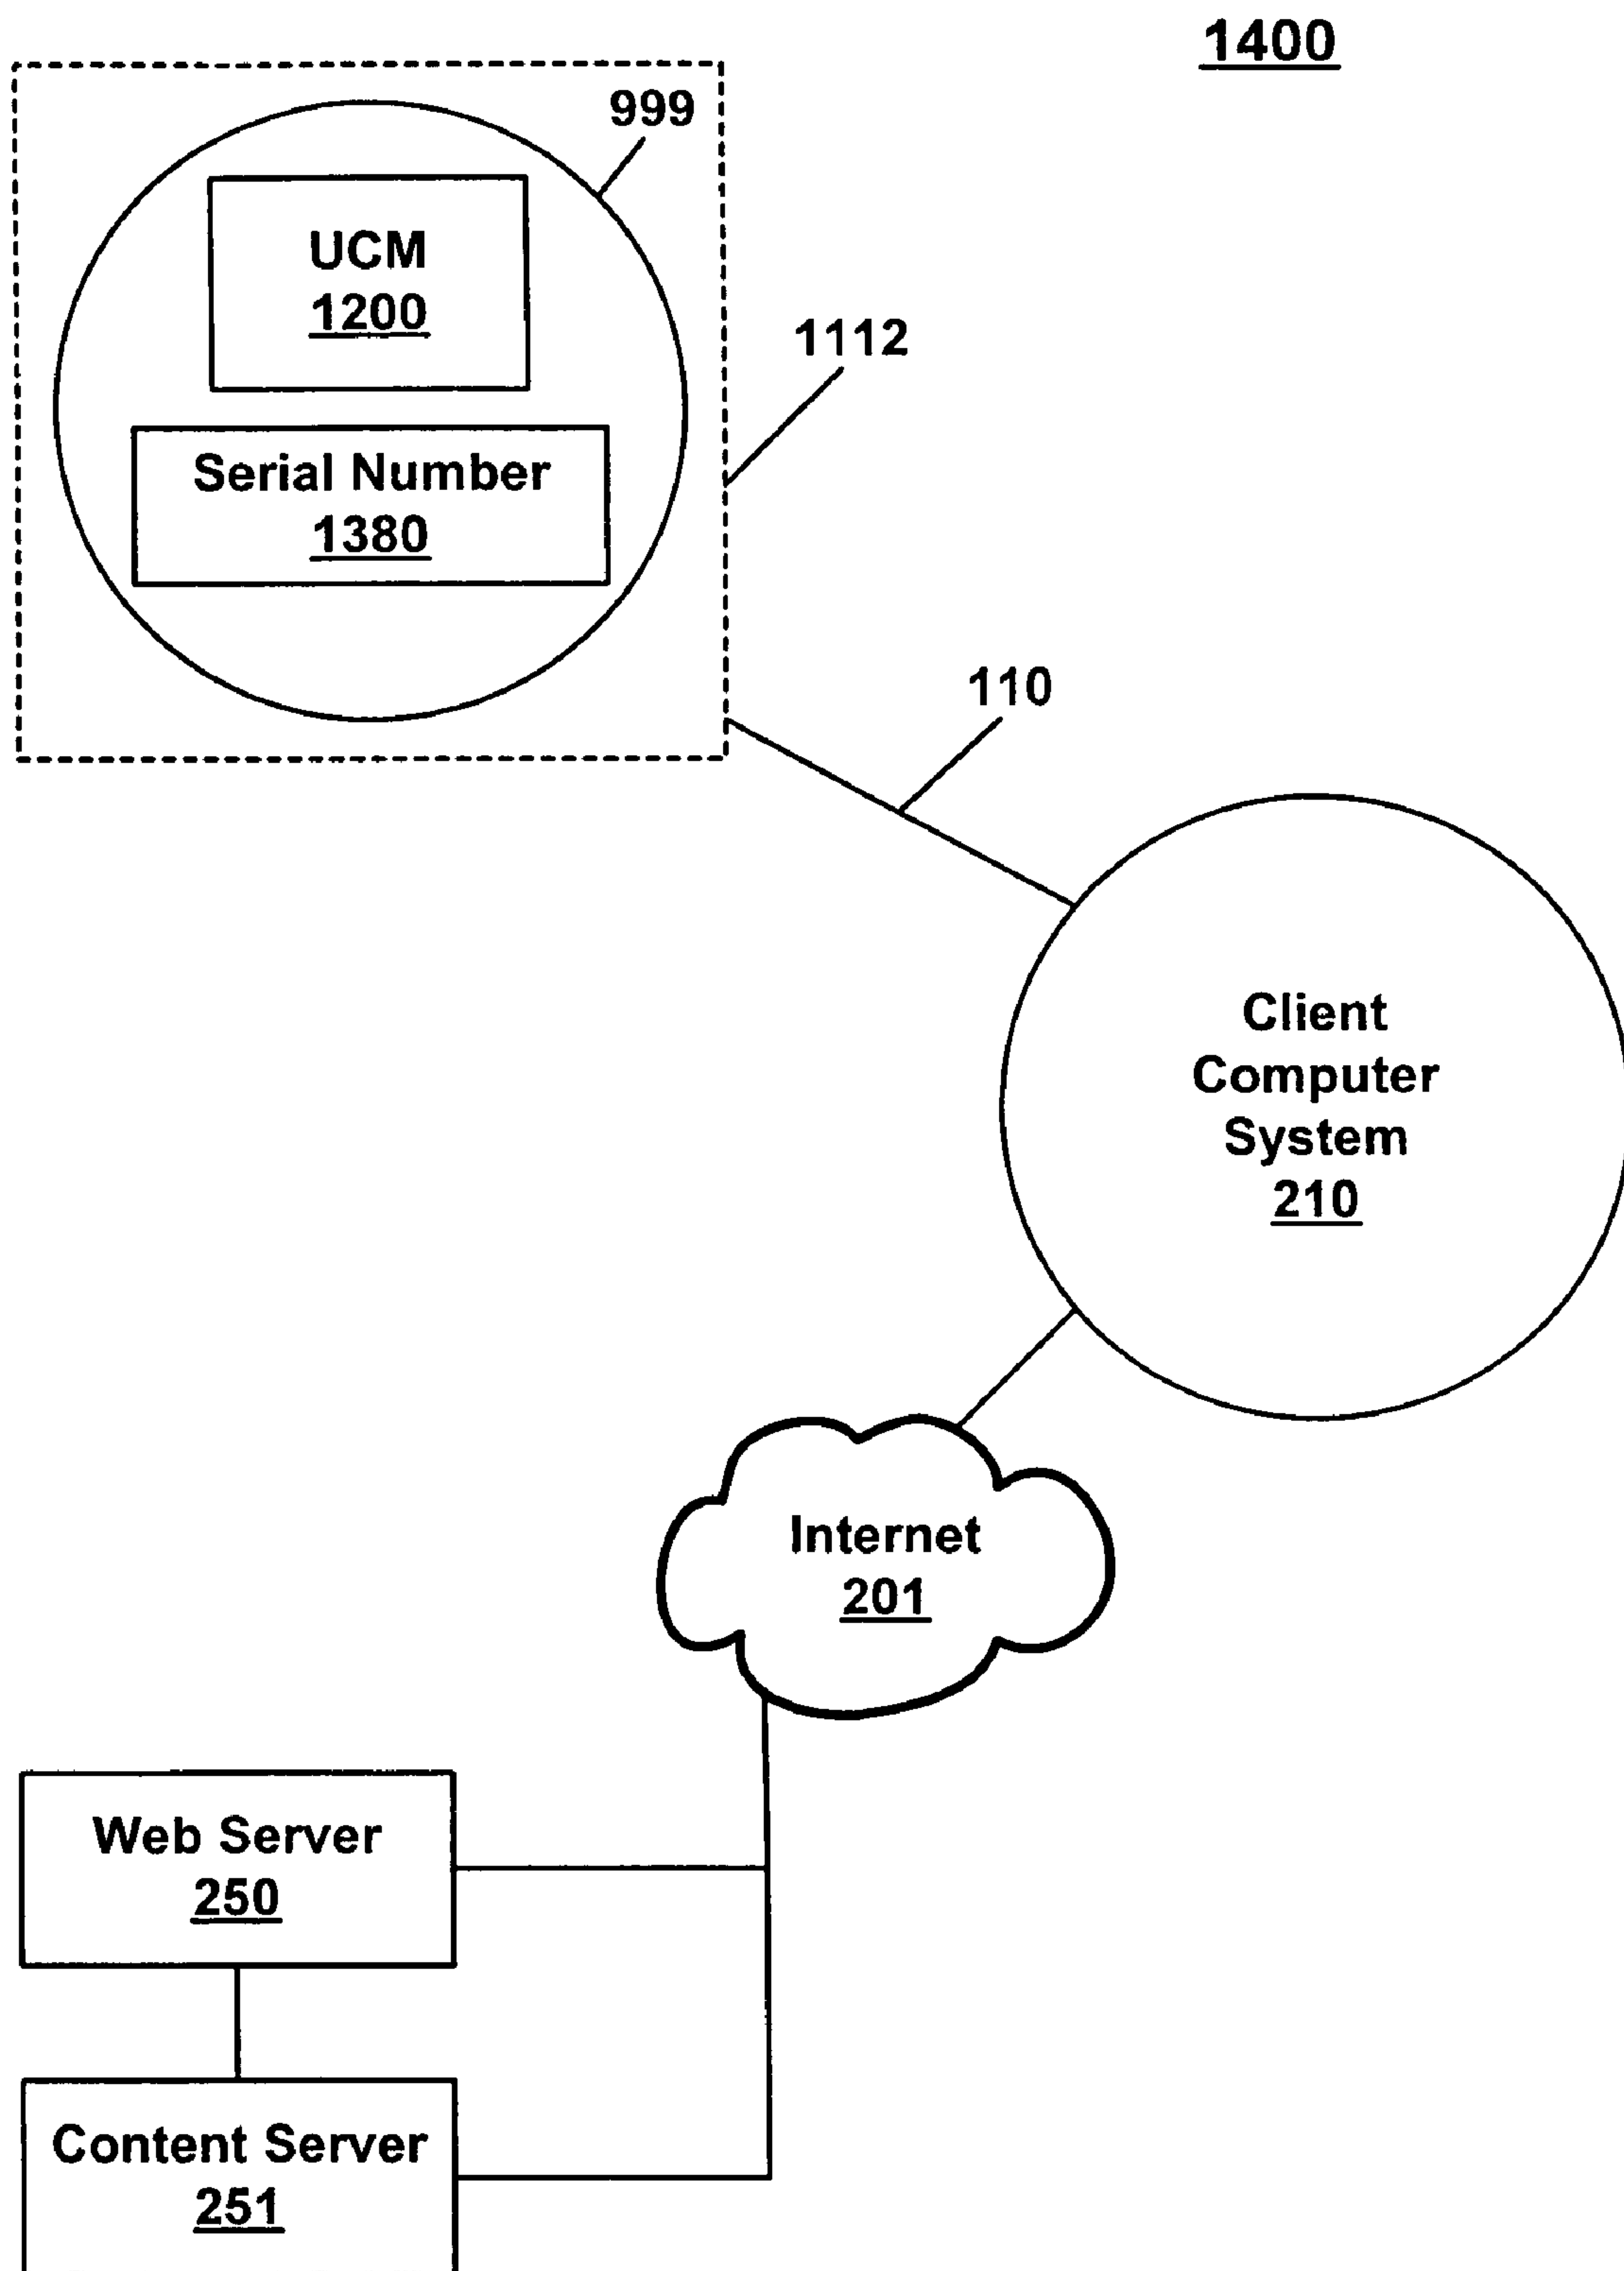 1400
999
UCM
1200
1112
Serial Number
1380
110
Client
Computer
System
210
Internet
201
Web Server
250
Content Server
251